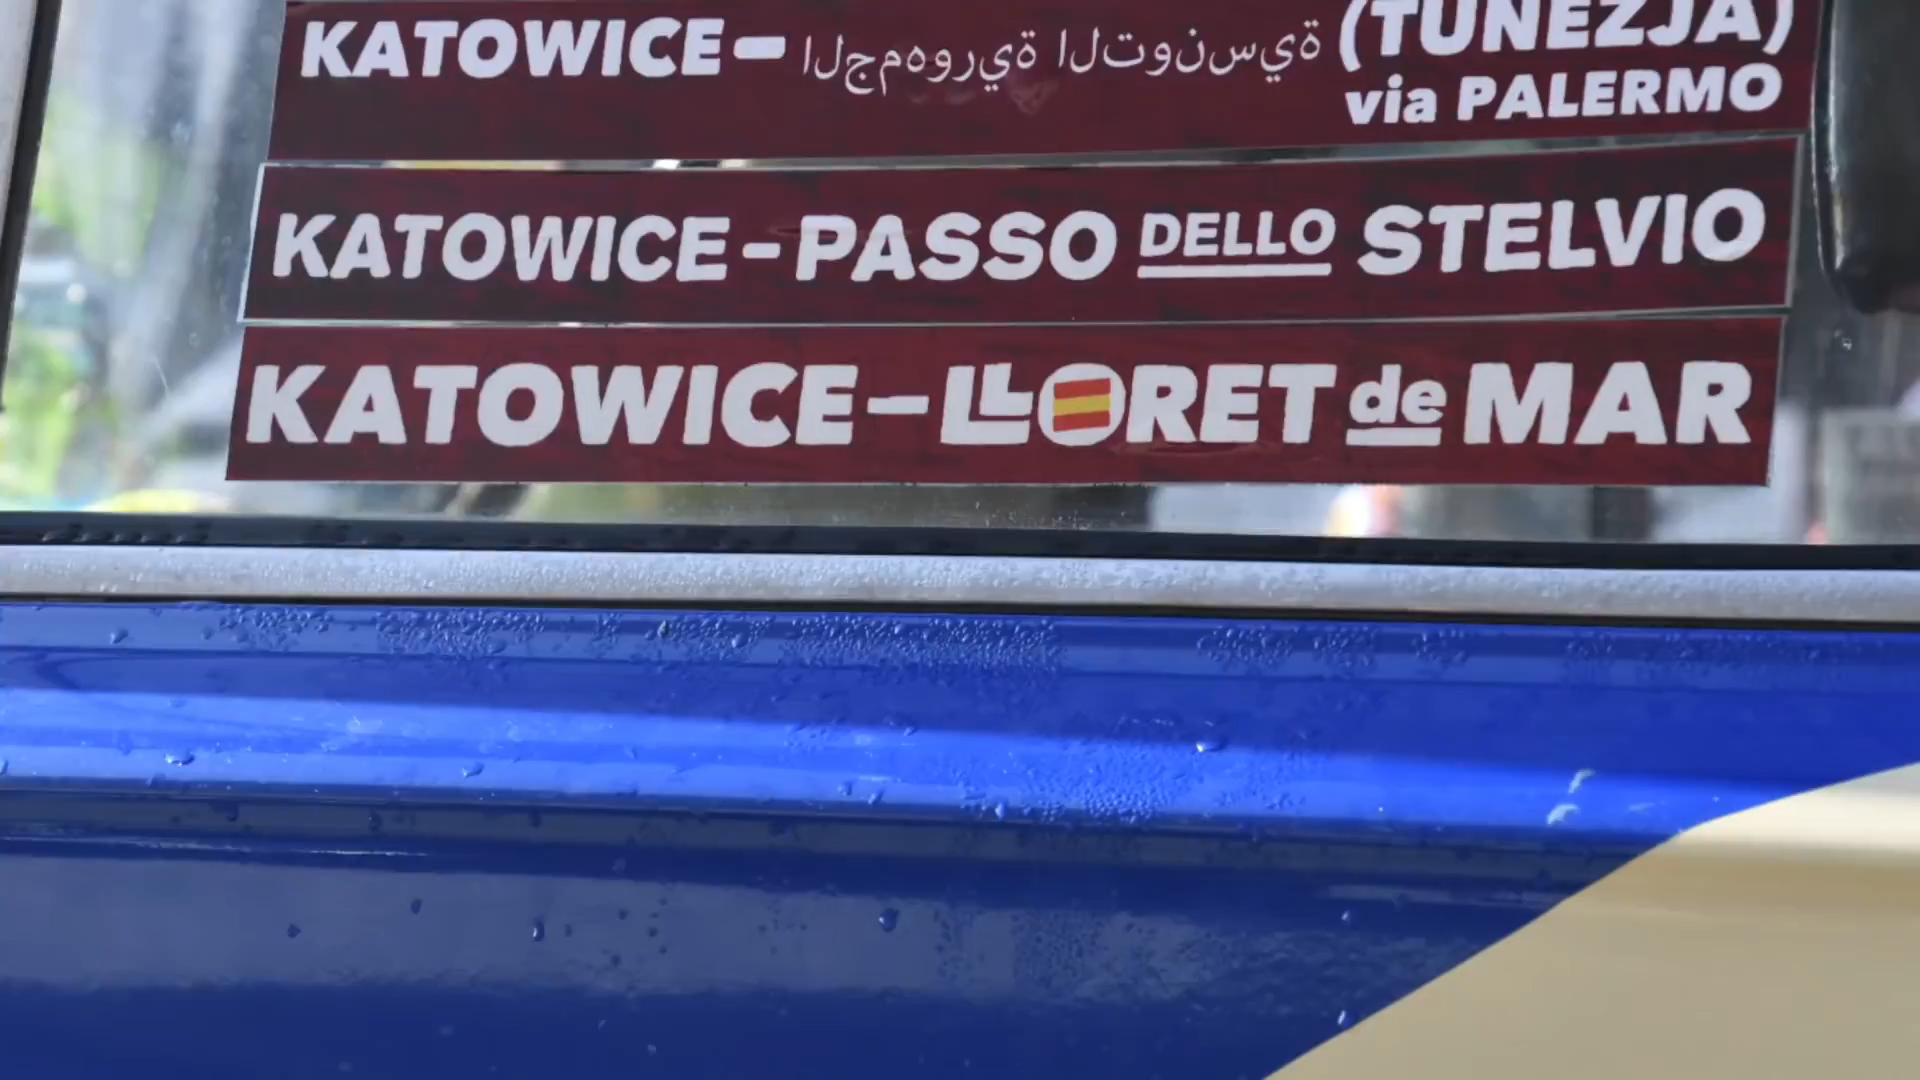 KATOWICE – الجمهورية التونسية (TUNEZJA)
via PALERMO
KATOWICE - PASSO DELLO STELVIO
KATOWICE – LLORET de MAR